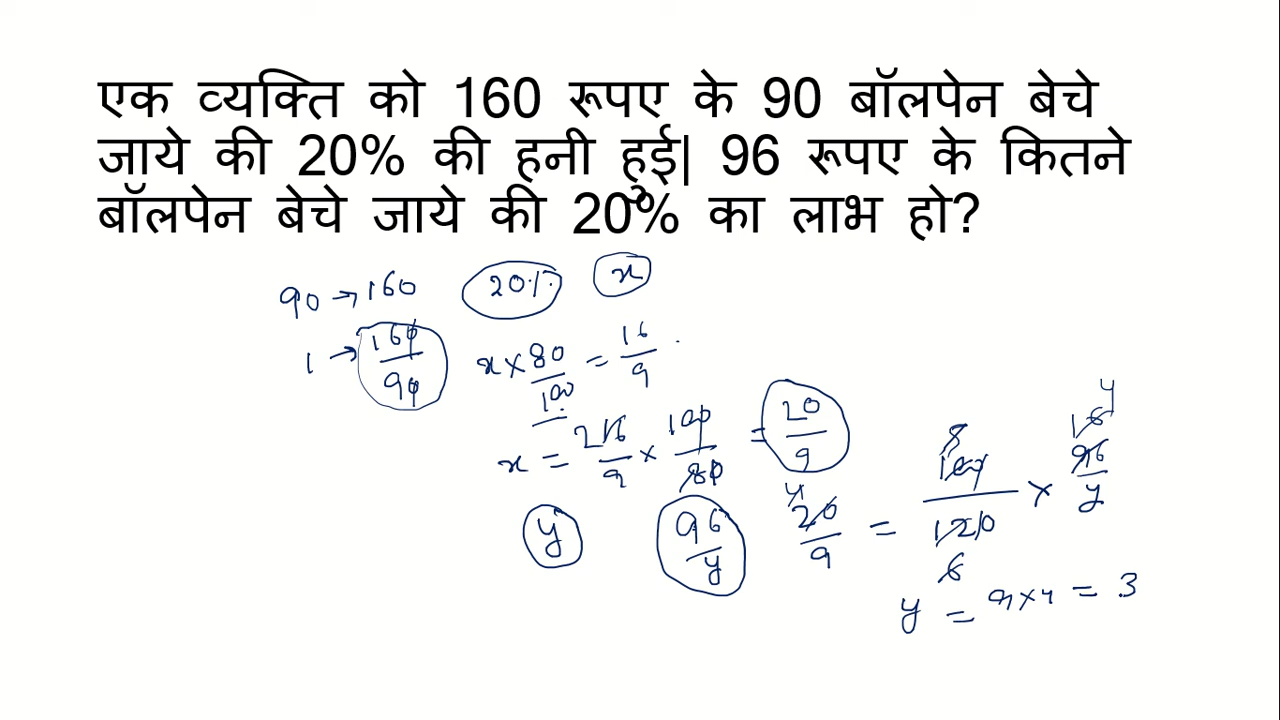 एक व्यक्ति को 160 रूपए के 90 बॉलपेन बेचे
जाये की 20% की हनी हुई| 96 रूपए के कितने
बॉलपेन बेचे जाये की 20% का लाभ हो?
90 → 160 20% x
1 → 160/90 x × 80/100 = 16/9
x = 16/9 × 100/80 = 20/9
y 96/y 20/9 = 100/120 × 96/y
y = 9×4 = 3